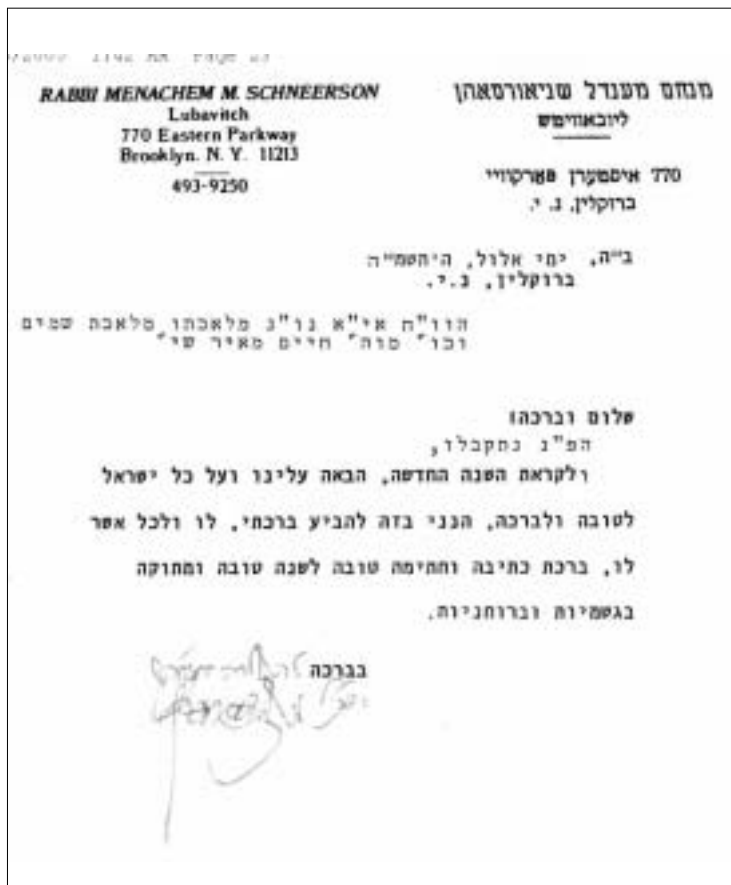 RABBI MENACHEM M. SCHNEERSON
Lubavitch
770 Eastern Parkway
Brooklyn, N. Y. 11213
493-9250
מנחם מענדל שניאורסאהן
ליובאוויטש
770 איסטערן פארקוויי
ברוקלין, נ. י.
ב"ה, ימי אלול, ה'תשמ"ה
ברוקלין, נ.י.
הוו"ח אי"א נו"נ מלאכתו מלאכת שמים
וכו' מוה' חיים מאיר שי'
שלום וברכה!
הפ"נ נתקבלו,
ולקראת השנה החדשה, הבאה עלינו ועל כל ישראל
לטובה ולברכה, הנני בזה להביע ברכתי, לו ולכל אשר
לו, ברכת כתיבה וחתימה טובה לשנה טובה ומתוקה
בגשמיות וברוחניות.
בברכה